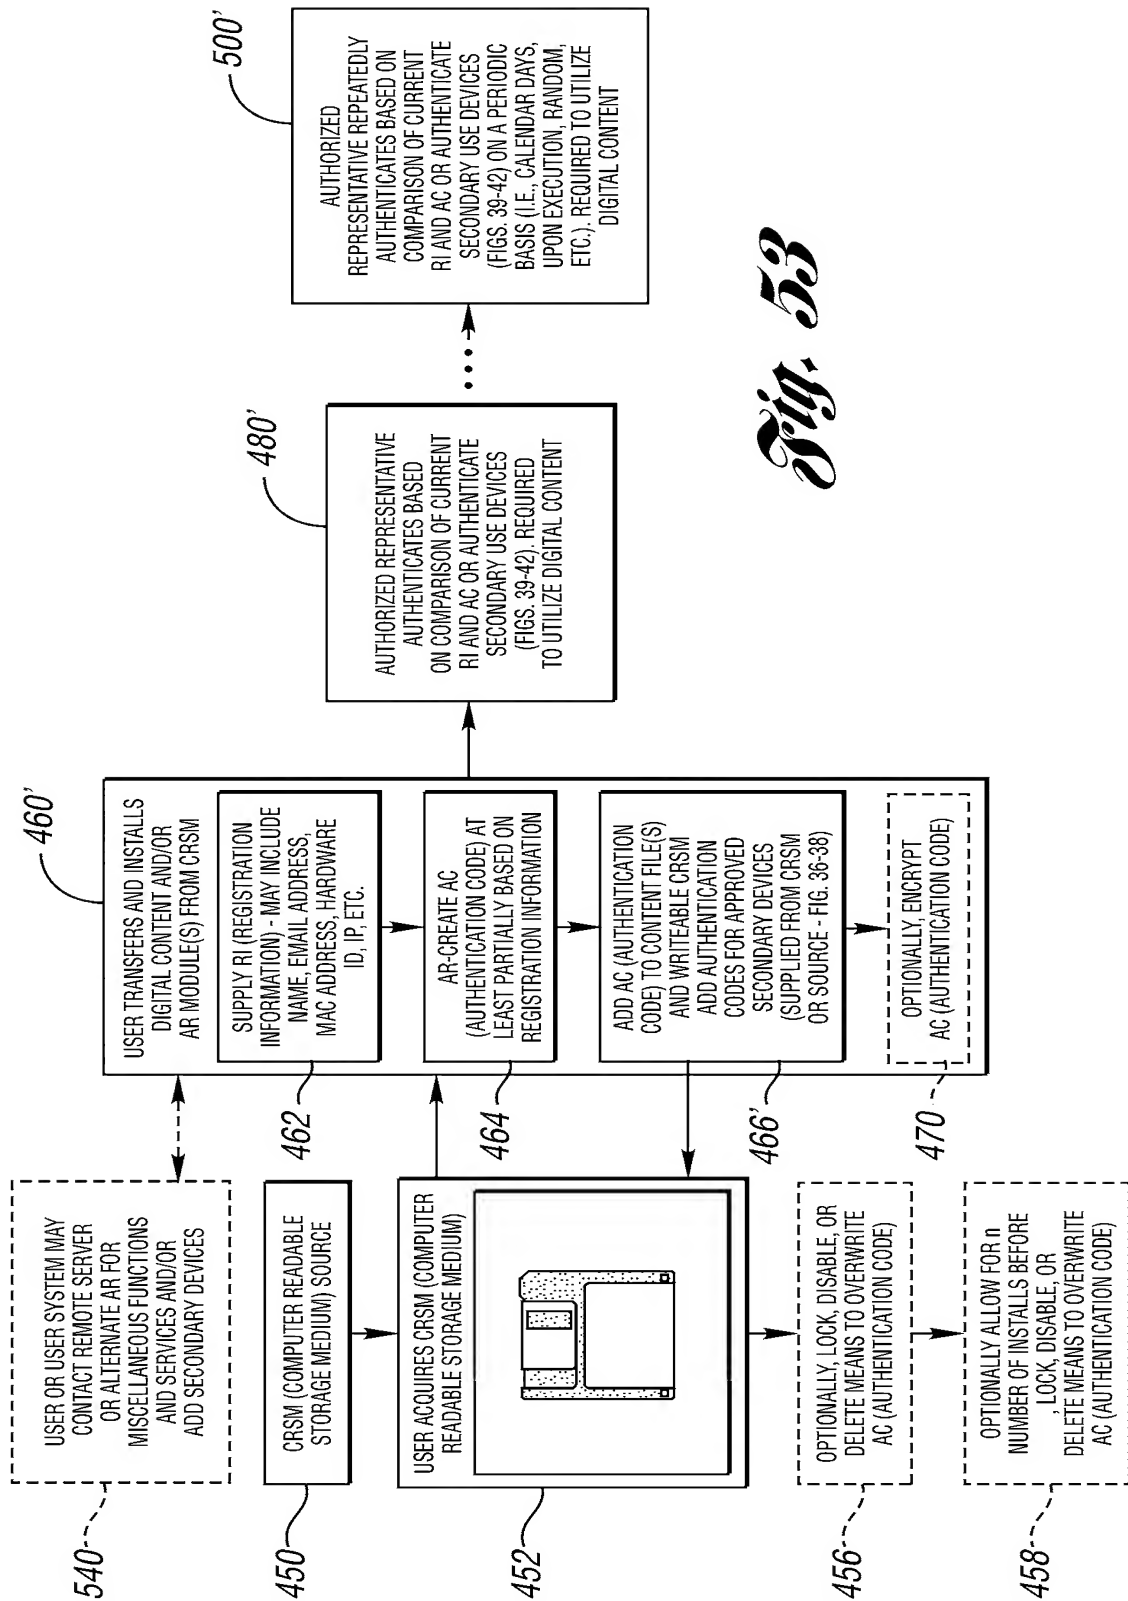 540
USER OR USER SYSTEM MAY
CONTACT REMOTE SERVER
OR ALTERNATE AR FOR
MISCELLANEOUS FUNCTIONS
AND SERVICES AND/OR
ADD SECONDARY DEVICES
450
CRSM (COMPUTER READABLE
STORAGE MEDIUM) SOURCE
452
USER ACQUIRES CRSM (COMPUTER
READABLE STORAGE MEDIUM)
456
OPTIONALLY, LOCK, DISABLE, OR
DELETE MEANS TO OVERWRITE
AC (AUTHENTICATION CODE)
458
OPTIONALLY ALLOW FOR n
NUMBER OF INSTALLS BEFORE
, LOCK, DISABLE, OR
DELETE MEANS TO OVERWRITE
AC (AUTHENTICATION CODE)
460'
USER TRANSFERS AND INSTALLS
DIGITAL CONTENT AND/OR
AR MODULE(S) FROM CRSM
462
SUPPLY RI (REGISTRATION
INFORMATION) - MAY INCLUDE
NAME, EMAIL ADDRESS,
MAC ADDRESS, HARDWARE
ID, IP, ETC.
464
AR-CREATE AC
(AUTHENTICATION CODE) AT
LEAST PARTIALLY BASED ON
REGISTRATION INFORMATION
466'
ADD AC (AUTHENTICATION
CODE) TO CONTENT FILE(S)
AND WRITEABLE CRSM
ADD AUTHENTICATION
CODES FOR APPROVED
SECONDARY DEVICES
(SUPPLIED FROM CRSM
OR SOURCE - FIG. 36-38)
470
OPTIONALLY, ENCRYPT
AC (AUTHENTICATION CODE)
480'
AUTHORIZED REPRESENTATIVE
AUTHENTICATES BASED
ON COMPARISON OF CURRENT
RI AND AC OR AUTHENTICATE
SECONDARY USE DEVICES
(FIGS. 39-42). REQUIRED
TO UTILIZE DIGITAL CONTENT
500'
AUTHORIZED
REPRESENTATIVE REPEATEDLY
AUTHENTICATES BASED ON
COMPARISON OF CURRENT
RI AND AC OR AUTHENTICATE
SECONDARY USE DEVICES
(FIGS. 39-42) ON A PERIODIC
BASIS (I.E., CALENDAR DAYS,
UPON EXECUTION, RANDOM,
ETC.). REQUIRED TO UTILIZE
DIGITAL CONTENT
Fig. 53